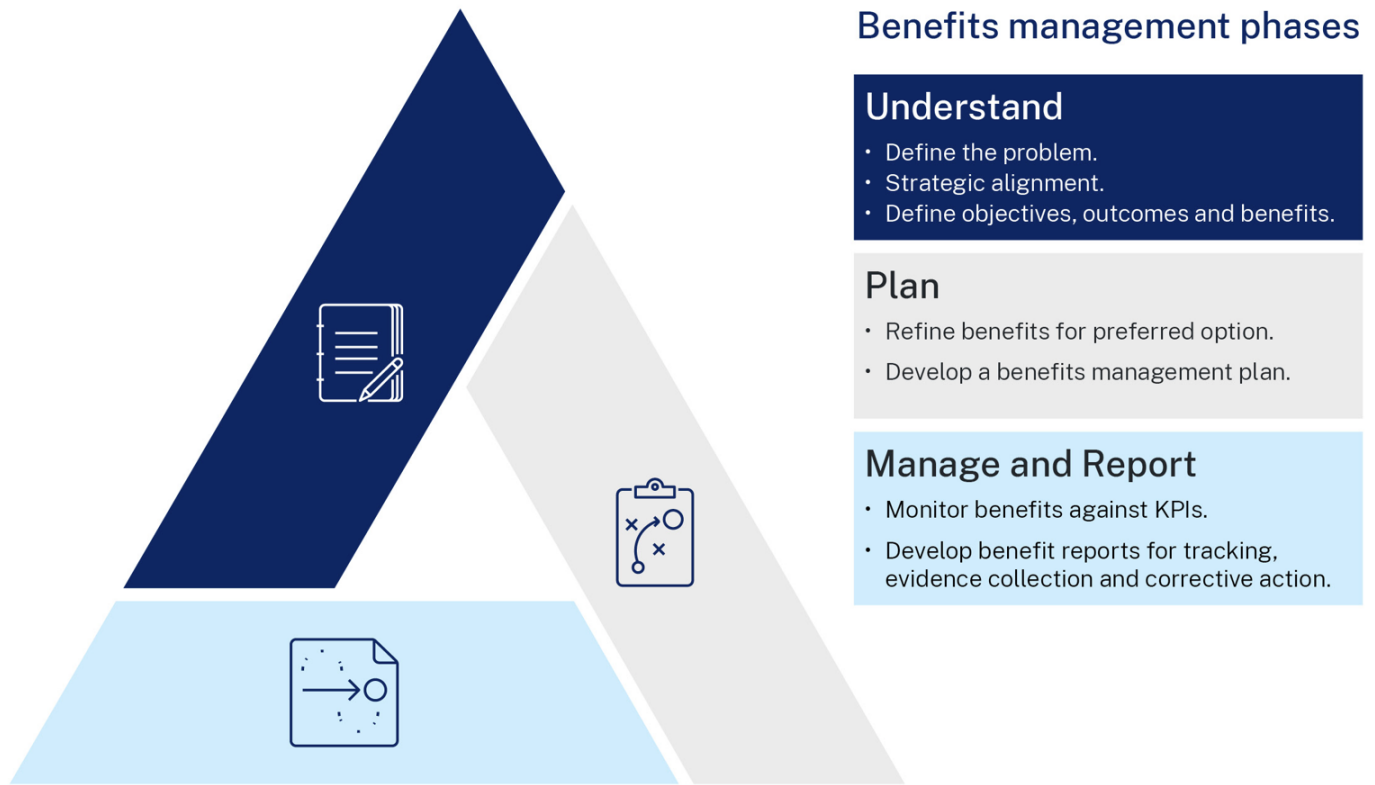 Benefits management phases
Understand
• Define the problem.
• Strategic alignment.
• Define objectives, outcomes and benefits.
Plan
• Refine benefits for preferred option.
• Develop a benefits management plan.
Manage and Report
• Monitor benefits against KPIs.
• Develop benefit reports for tracking,
evidence collection and corrective action.